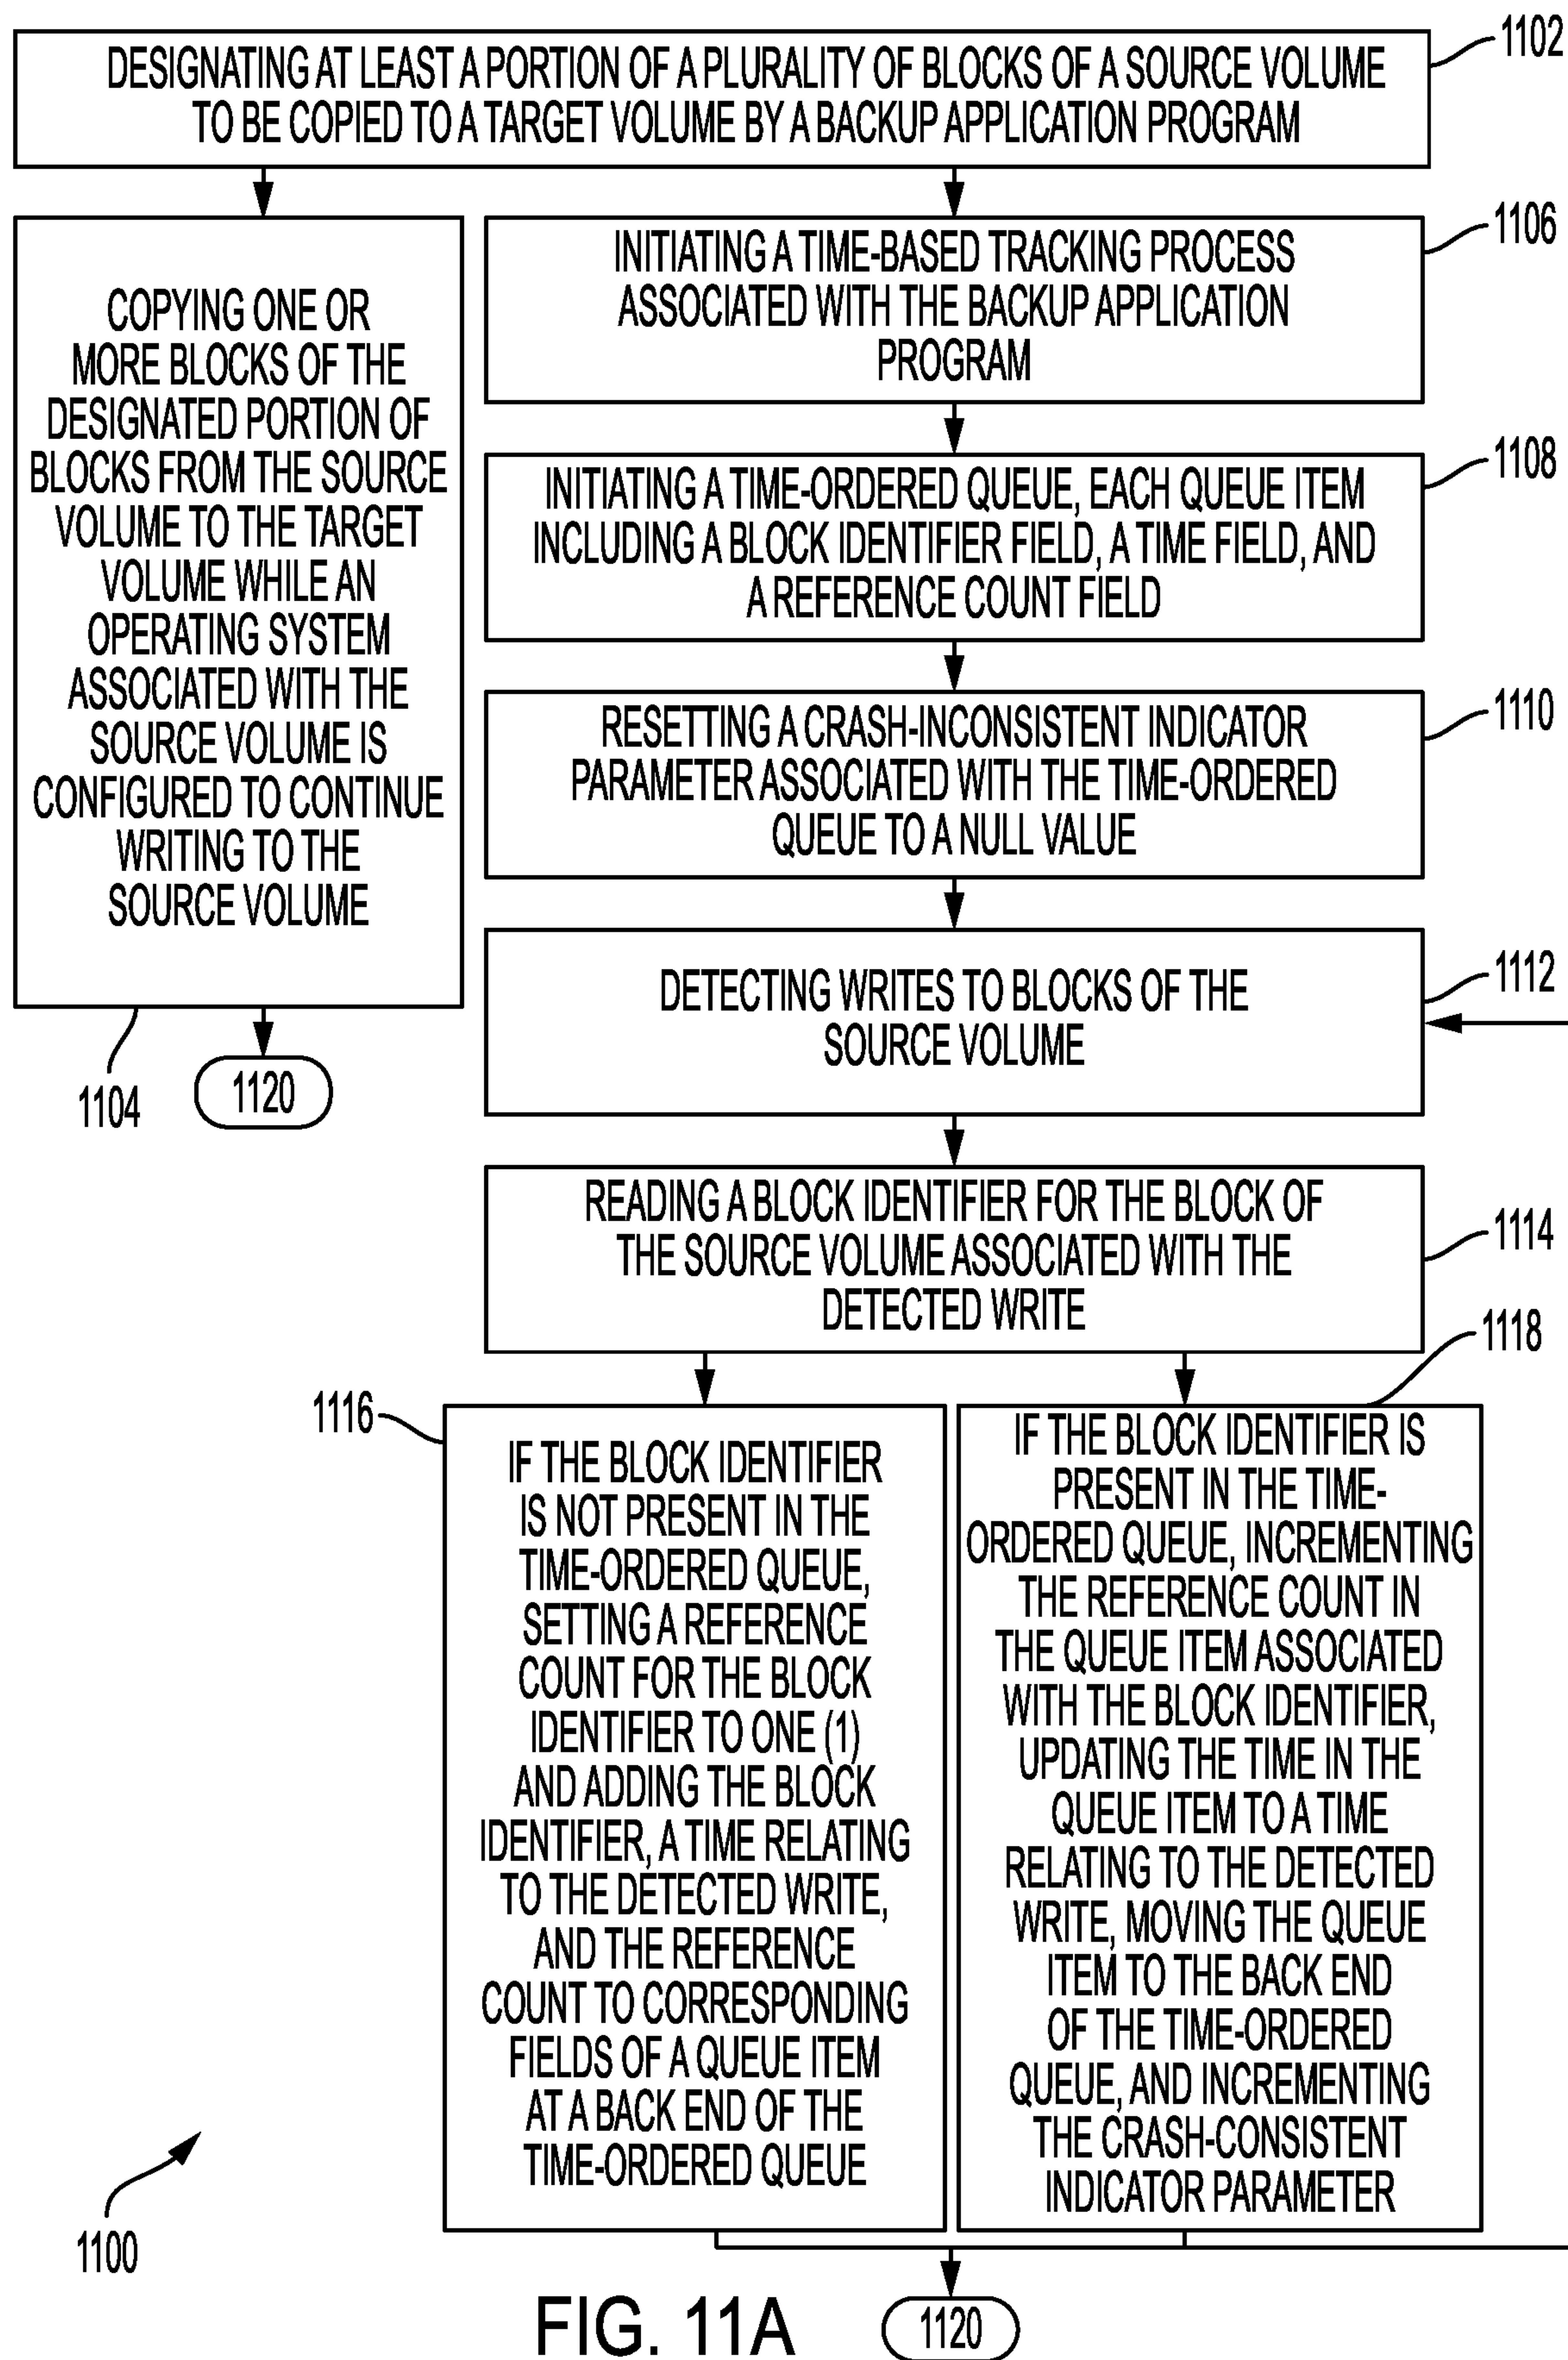 1102
DESIGNATING AT LEAST A PORTION OF A PLURALITY OF BLOCKS OF A SOURCE VOLUME
TO BE COPIED TO A TARGET VOLUME BY A BACKUP APPLICATION PROGRAM
COPYING ONE OR
MORE BLOCKS OF THE
DESIGNATED PORTION OF
BLOCKS FROM THE SOURCE
VOLUME TO THE TARGET
VOLUME WHILE AN
OPERATING SYSTEM
ASSOCIATED WITH THE
SOURCE VOLUME IS
CONFIGURED TO CONTINUE
WRITING TO THE
SOURCE VOLUME
1104
1120
1106
INITIATING A TIME-BASED TRACKING PROCESS
ASSOCIATED WITH THE BACKUP APPLICATION
PROGRAM
1108
INITIATING A TIME-ORDERED QUEUE, EACH QUEUE ITEM
INCLUDING A BLOCK IDENTIFIER FIELD, A TIME FIELD, AND
A REFERENCE COUNT FIELD
1110
RESETTING A CRASH-INCONSISTENT INDICATOR
PARAMETER ASSOCIATED WITH THE TIME-ORDERED
QUEUE TO A NULL VALUE
1112
DETECTING WRITES TO BLOCKS OF THE
SOURCE VOLUME
1114
READING A BLOCK IDENTIFIER FOR THE BLOCK OF
THE SOURCE VOLUME ASSOCIATED WITH THE
DETECTED WRITE
1116
IF THE BLOCK IDENTIFIER
IS NOT PRESENT IN THE
TIME-ORDERED QUEUE,
SETTING A REFERENCE
COUNT FOR THE BLOCK
IDENTIFIER TO ONE (1)
AND ADDING THE BLOCK
IDENTIFIER, A TIME RELATING
TO THE DETECTED WRITE,
AND THE REFERENCE
COUNT TO CORRESPONDING
FIELDS OF A QUEUE ITEM
AT A BACK END OF THE
TIME-ORDERED QUEUE
1118
IF THE BLOCK IDENTIFIER IS
PRESENT IN THE TIME-
ORDERED QUEUE, INCREMENTING
THE REFERENCE COUNT IN
THE QUEUE ITEM ASSOCIATED
WITH THE BLOCK IDENTIFIER,
UPDATING THE TIME IN THE
QUEUE ITEM TO A TIME
RELATING TO THE DETECTED
WRITE, MOVING THE QUEUE
ITEM TO THE BACK END
OF THE TIME-ORDERED
QUEUE, AND INCREMENTING
THE CRASH-CONSISTENT
INDICATOR PARAMETER
1100
FIG. 11A
1120